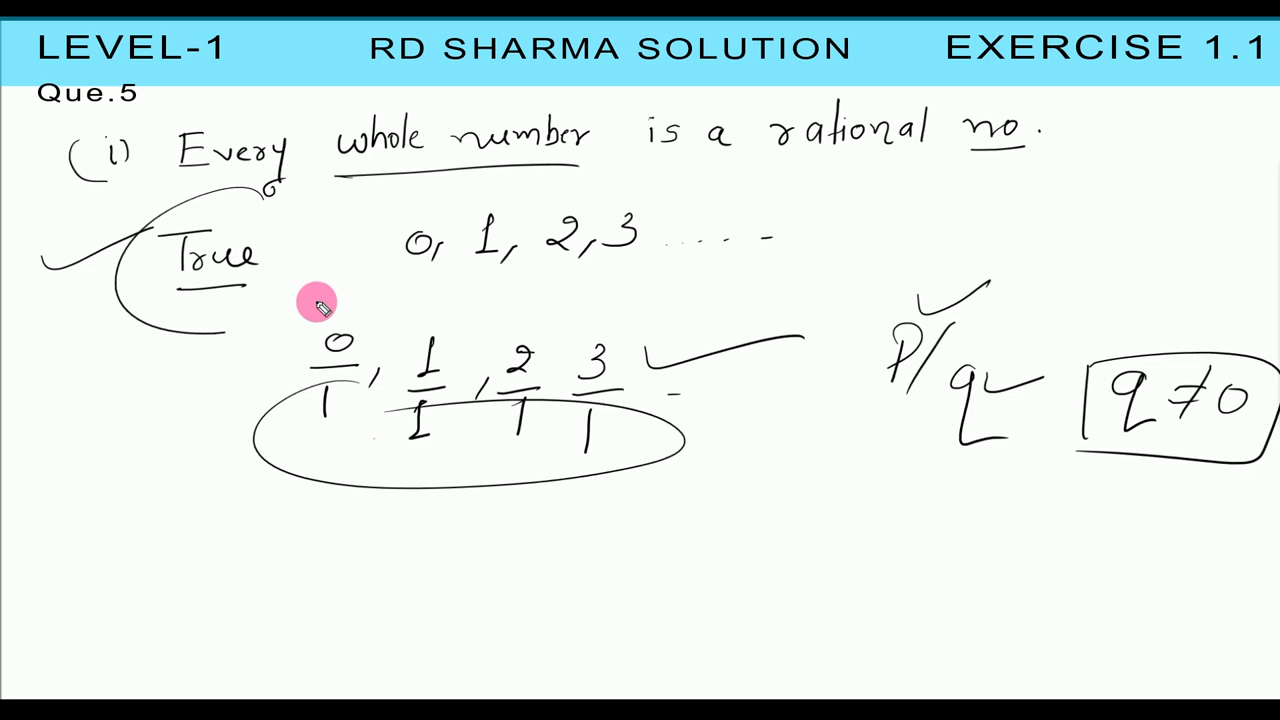 LEVEL-1 RD SHARMA SOLUTION EXERCISE 1.1
Que.5
(i) Every whole number is a rational no.
True 0, 1, 2, 3 ......
0/1, 1/1, 2/1 3/1 -
P/q q ≠ 0